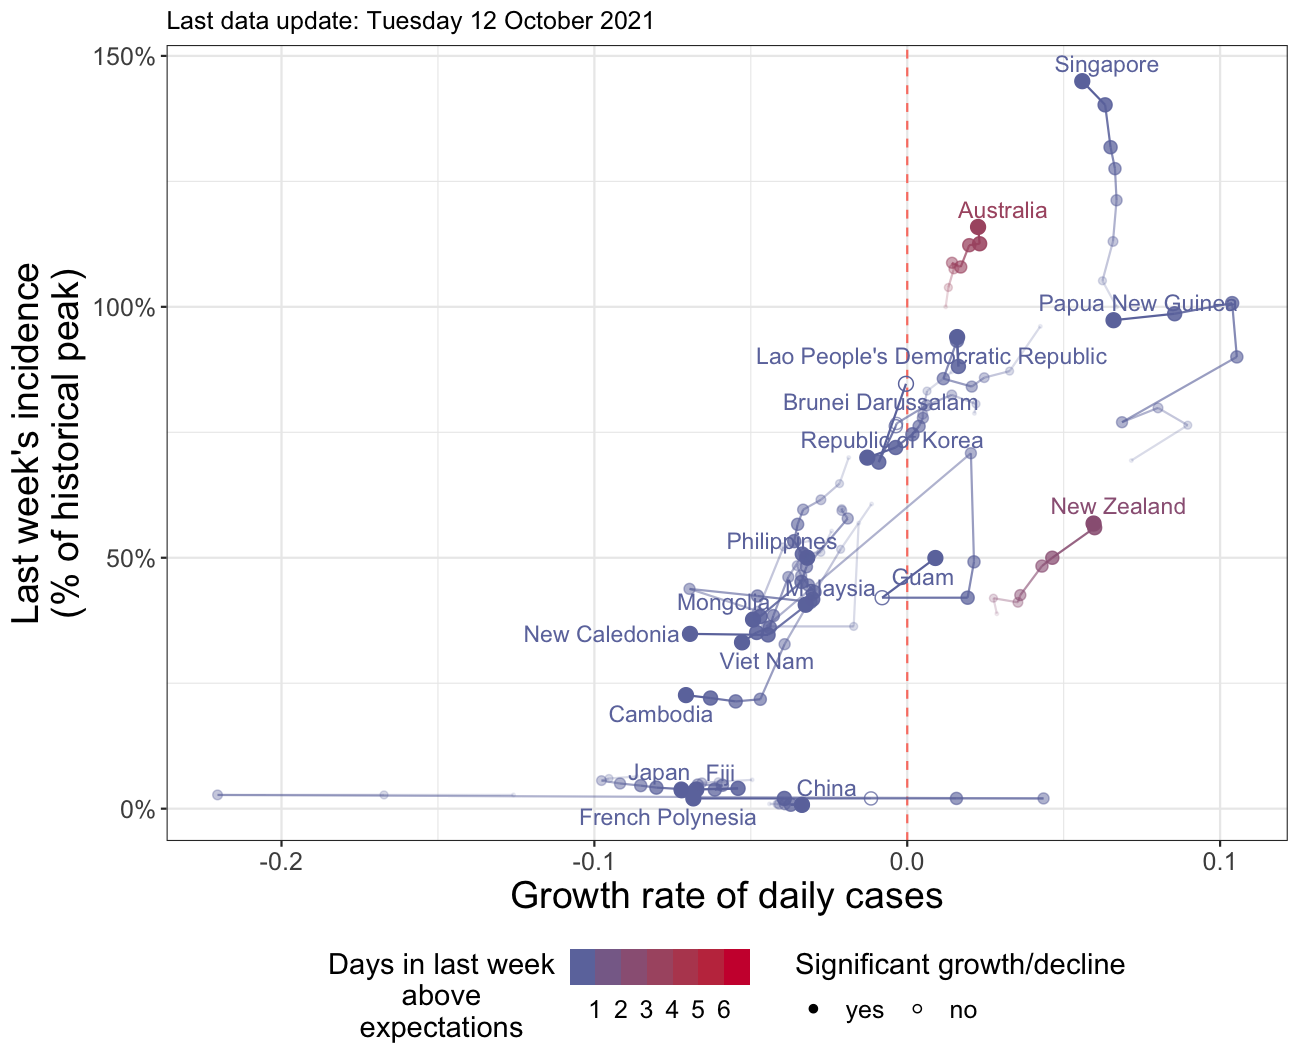 Last data update: Tuesday 12 October 2021
150%
100%
50%
0%
Last week's incidence
(% of historical peak)
Singapore
Australia
Papua New Guinea
Lao People's Democratic Republic
Brunei Darussalam
Republic of Korea
New Zealand
Philippines
Guam
Malaysia
Mongolia
New Caledonia
Viet Nam
Cambodia
Japan
Fiji
China
French Polynesia
-0.2
-0.1
0.0
0.1
Growth rate of daily cases
Days in last week
above
expectations
1 2 3 4 5 6
Significant growth/decline
yes
no